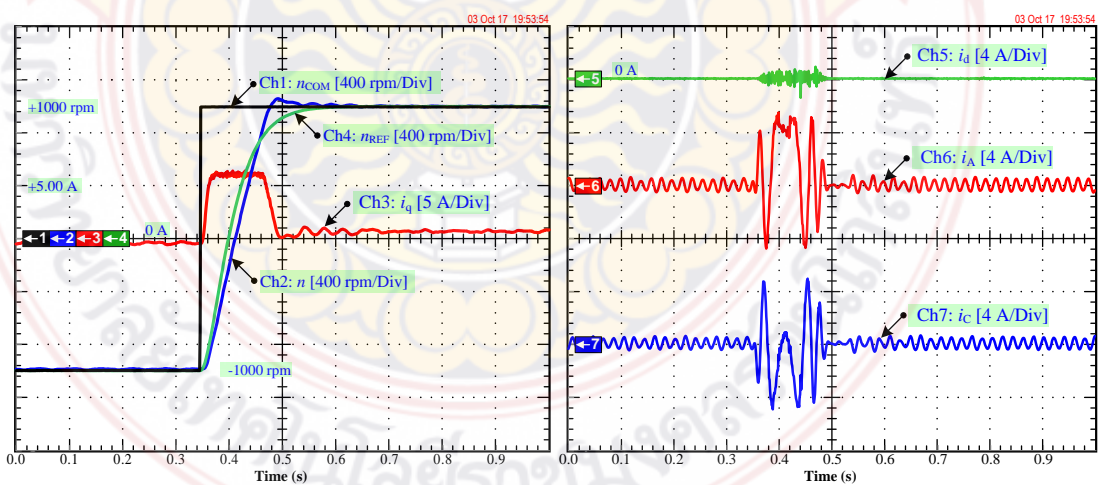 03 Oct 17 19:53:54
Ch1: nCOM [400 rpm/Div]
+1000 rpm
Ch4: nREF [400 rpm/Div]
+5.00 A
Ch3: iq [5 A/Div]
0 A
1 2 3 4
Ch2: n [400 rpm/Div]
-1000 rpm
0.0 0.1 0.2 0.3 0.4 0.5 0.6 0.7 0.8 0.9
Time (s)
03 Oct 17 19:53:54
Ch5: id [4 A/Div]
0 A
5
Ch6: iA [4 A/Div]
6
Ch7: iC [4 A/Div]
7
0.0 0.1 0.2 0.3 0.4 0.5 0.6 0.7 0.8 0.9
Time (s)